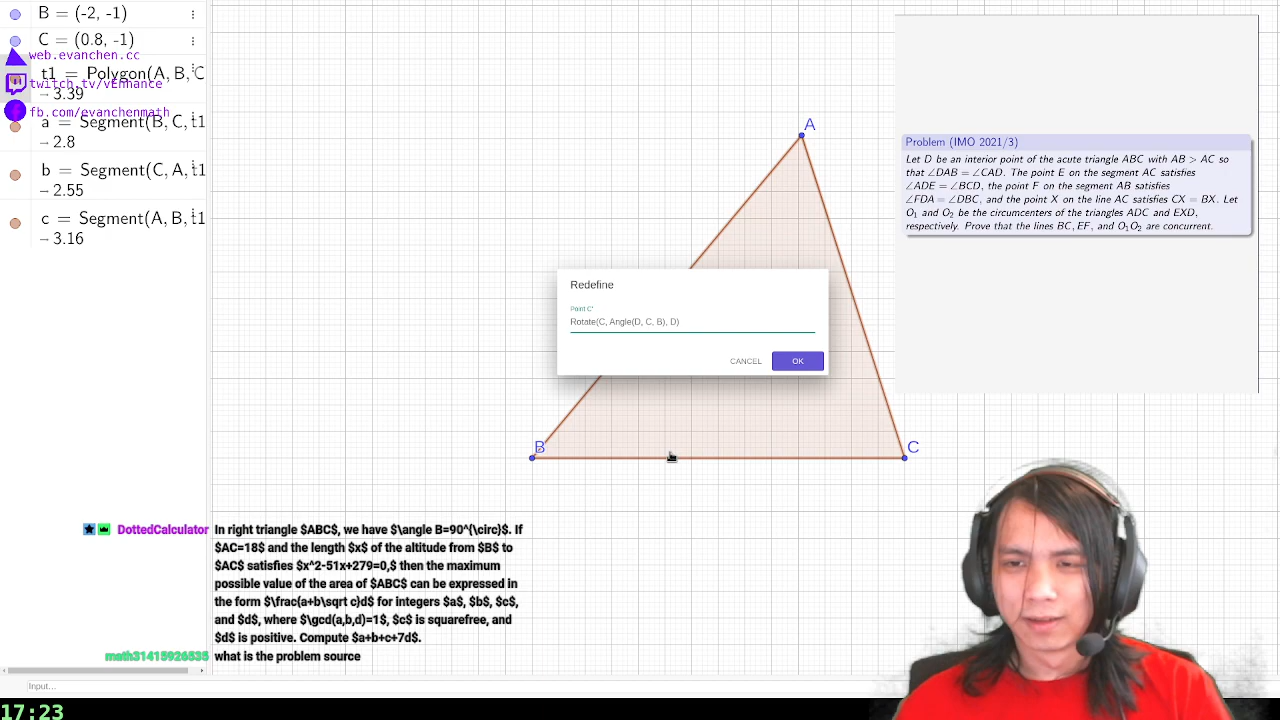 B = (-2, -1)
C = (0.8, -1)
web.evanchen.cc
t1 = Polygon(A, B, C
twitch.tv/vEnhance
→ 3.39
fb.com/evanchenmath
a = Segment(B, C, t1
→ 2.8
b = Segment(C, A, t1
→ 2.55
c = Segment(A, B, t1
→ 3.16
A
B
C
Redefine
Point C'
Rotate(C, Angle(D, C, B), D)
CANCEL
OK
Problem (IMO 2021/3)
Let D be an interior point of the acute triangle ABC with AB > AC so
that ∠DAB = ∠CAD. The point E on the segment AC satisfies
∠ADE = ∠BCD, the point F on the segment AB satisfies
∠FDA = ∠DBC, and the point X on the line AC satisfies CX = BX. Let
O₁ and O₂ be the circumcenters of the triangles ADC and EXD,
respectively. Prove that the lines BC, EF, and O₁O₂ are concurrent.
DottedCalculator In right triangle $ABC$, we have $\angle B=90^{\circ}$. If
$AC=18$ and the length $x$ of the altitude from $B$ to
$AC$ satisfies $x^2-51x+279=0,$ then the maximum
possible value of the area of $ABC$ can be expressed in
the form $\frac{a+b\sqrt c}d$ for integers $a$, $b$, $c$,
and $d$, where $\gcd(a,b,d)=1$, $c$ is squarefree, and
$d$ is positive. Compute $a+b+c+7d$.
math31415926535 what is the problem source
Input…
17:23